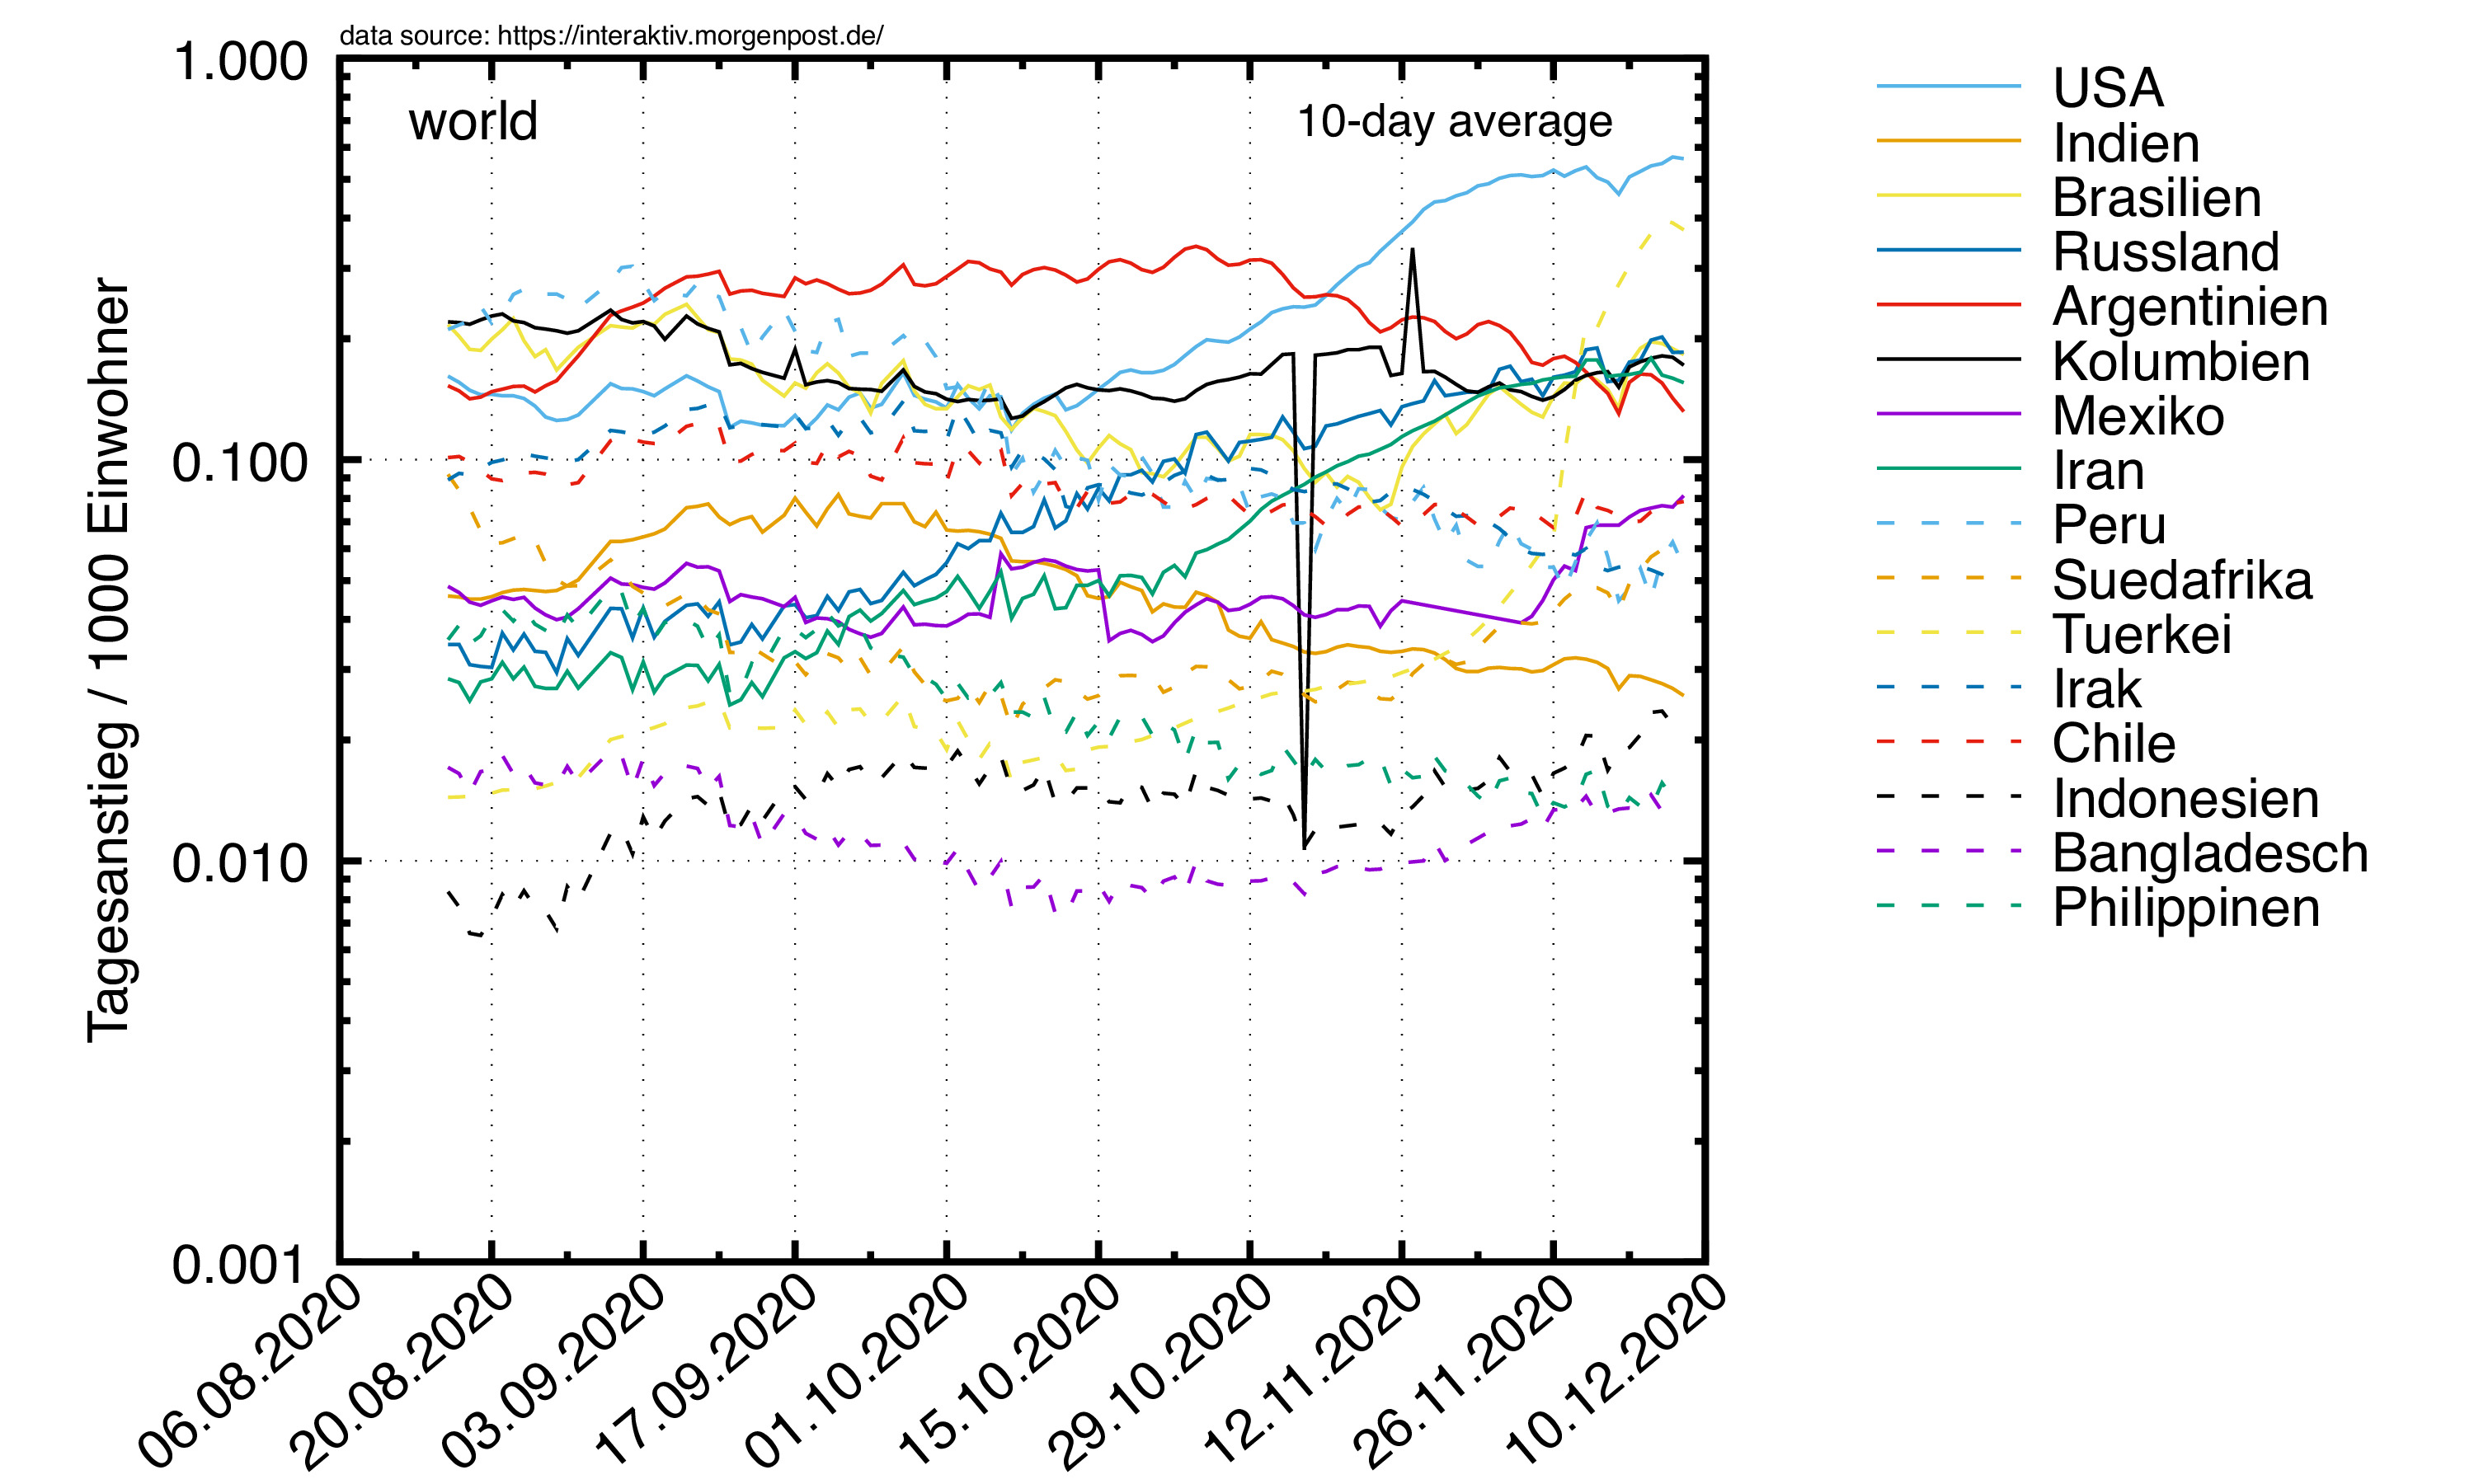 data source: https://interaktiv.morgenpost.de/
world
10-day average
Tagesanstieg / 1000 Einwohner
1.000
0.100
0.010
0.001
06.08.2020
20.08.2020
03.09.2020
17.09.2020
01.10.2020
15.10.2020
29.10.2020
12.11.2020
26.11.2020
10.12.2020
USA
Indien
Brasilien
Russland
Argentinien
Kolumbien
Mexiko
Iran
Peru
Suedafrika
Tuerkei
Irak
Chile
Indonesien
Bangladesch
Philippinen